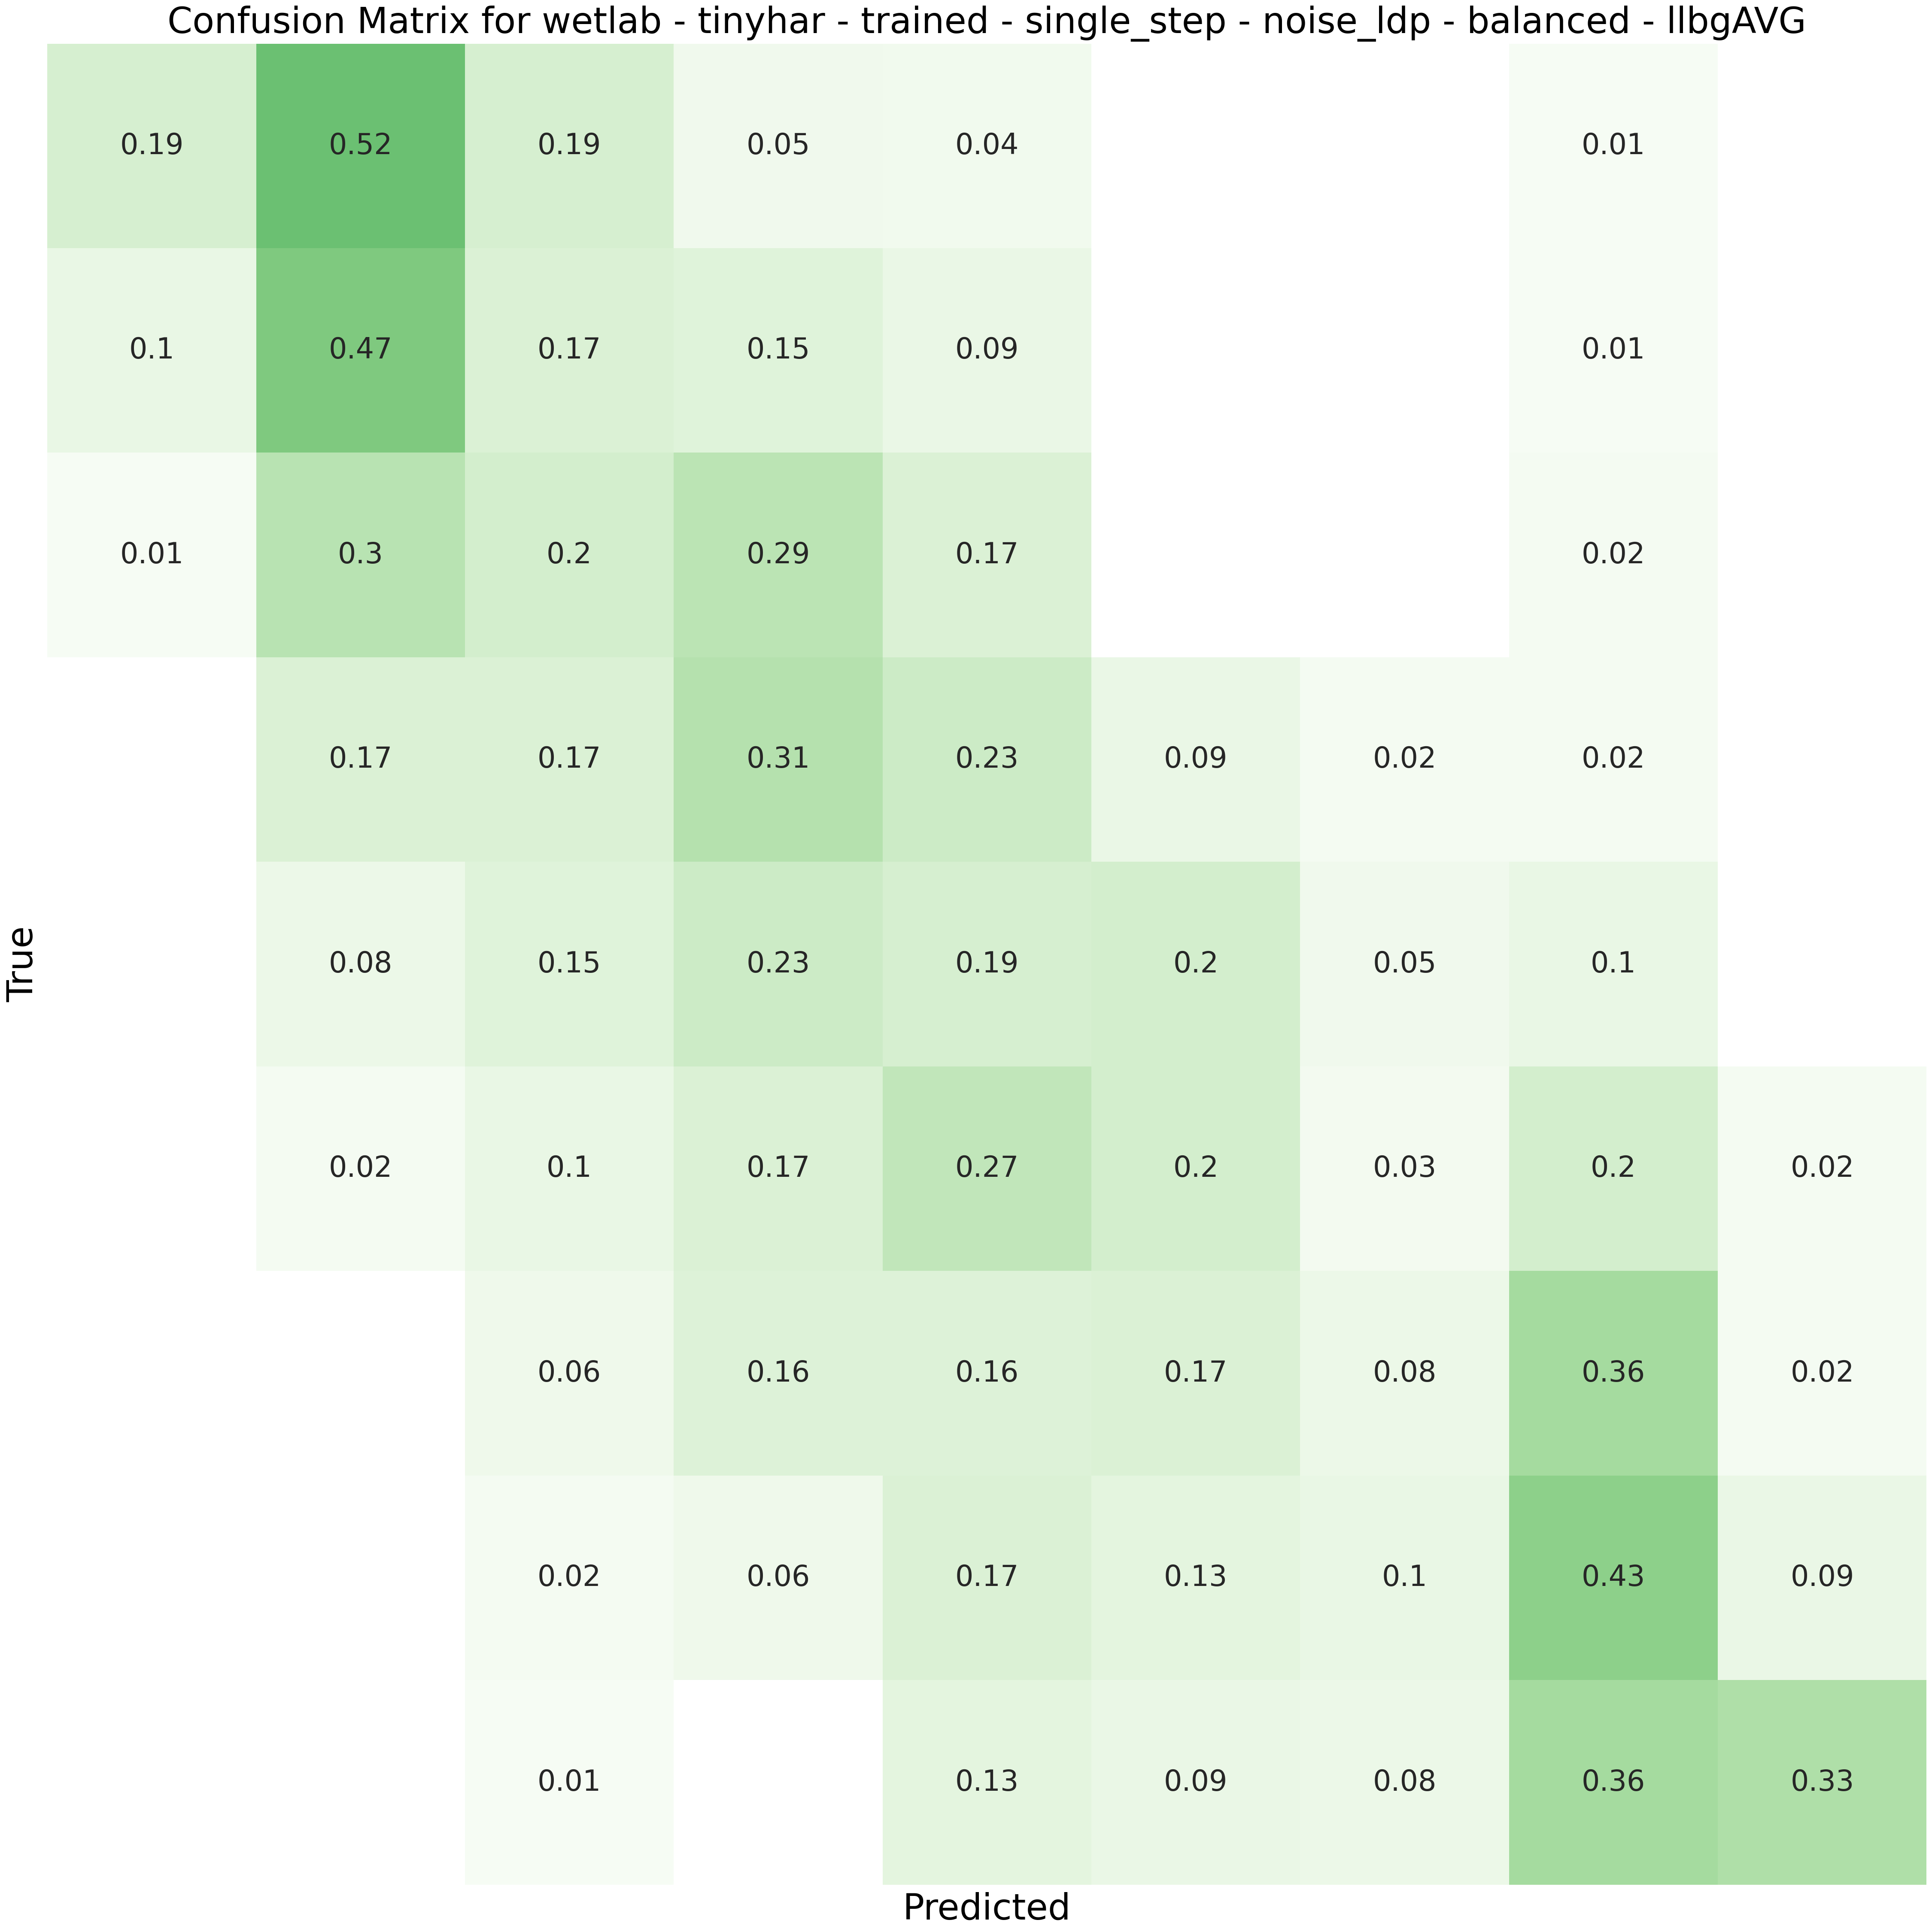 Confusion Matrix for wetlab - tinyhar - trained - single_step - noise_ldp - balanced - llbgAVG
0.19 0.52 0.19 0.05 0.04 0.01
0.1 0.47 0.17 0.15 0.09 0.01
0.01 0.3 0.2 0.29 0.17 0.02
0.17 0.17 0.31 0.23 0.09 0.02 0.02
0.08 0.15 0.23 0.19 0.2 0.05 0.1
0.02 0.1 0.17 0.27 0.2 0.03 0.2 0.02
0.06 0.16 0.16 0.17 0.08 0.36 0.02
0.02 0.06 0.17 0.13 0.1 0.43 0.09
0.01 0.13 0.09 0.08 0.36 0.33
True
Predicted